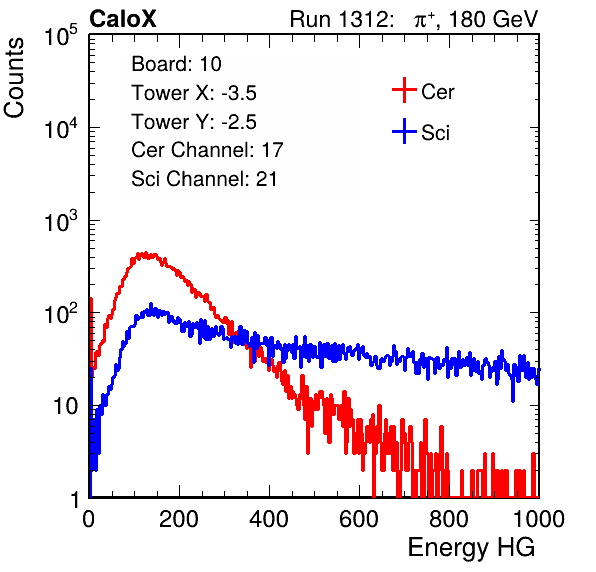 CaloX Run 1312: π⁺, 180 GeV
Counts
Board: 10
Tower X: -3.5
Tower Y: -2.5
Cer Channel: 17
Sci Channel: 21
Cer
Sci
10⁵
10⁴
10³
10²
10
1
0 200 400 600 800 1000
Energy HG